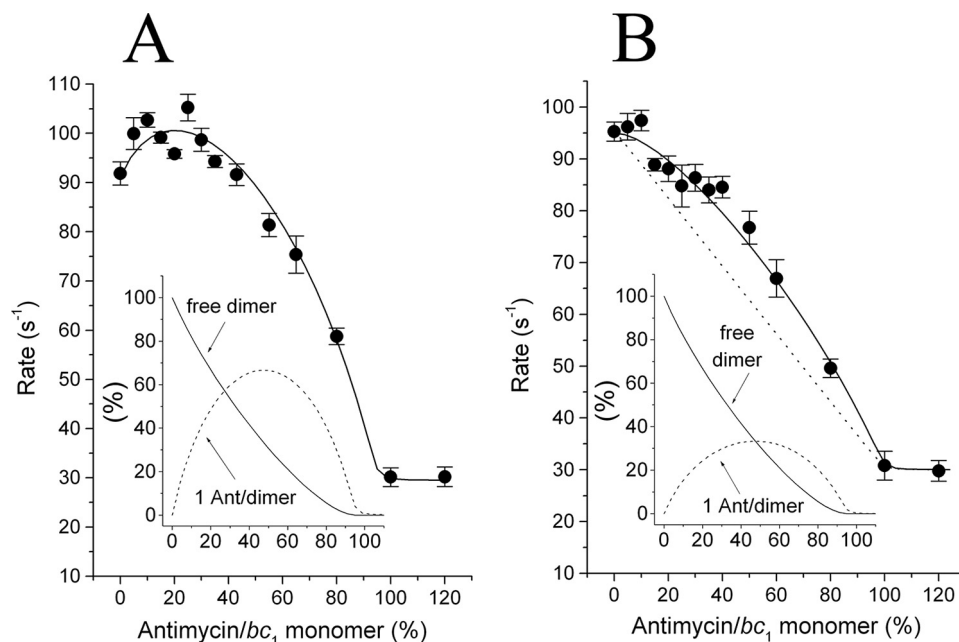 A
Rate (s⁻¹)
110
100
90
80
70
60
50
40
30
20
10
0 20 40 60 80 100 120
Antimycin/bc₁ monomer (%)
(%)
100
80
60
40
20
0
0 20 40 60 80 100
free dimer
1 Ant/dimer
B
Rate (s⁻¹)
100
90
80
70
60
50
40
30
20
10
0 20 40 60 80 100 120
Antimycin/bc₁ monomer (%)
(%)
100
80
60
40
20
0
0 20 40 60 80 100
free
dimer
1 Ant/dimer